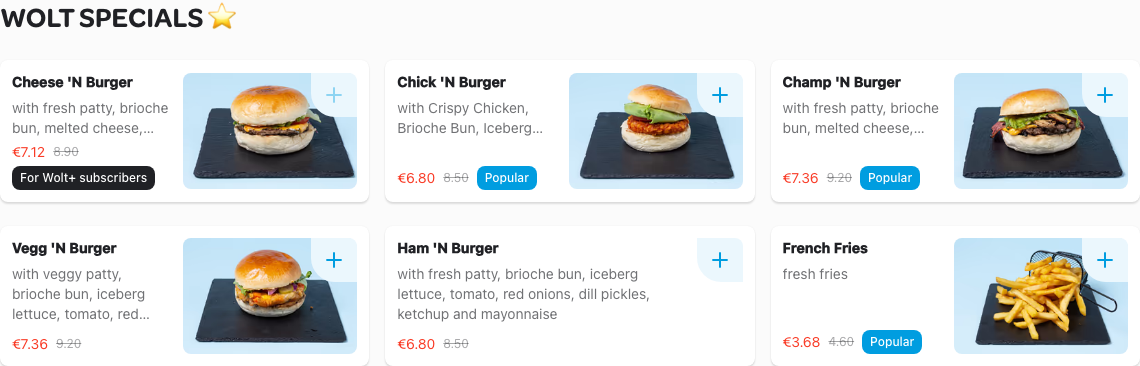 WOLT SPECIALS ⭐
Cheese 'N Burger
with fresh patty, brioche
bun, melted cheese,...
€7.12 8.90
For Wolt+ subscribers
Chick 'N Burger
with Crispy Chicken,
Brioche Bun, Iceberg...
€6.80 8.50 Popular
Champ 'N Burger
with fresh patty, brioche
bun, melted cheese,...
€7.36 9.20 Popular
Vegg 'N Burger
with veggy patty,
brioche bun, iceberg
lettuce, tomato, red...
€7.36 9.20
Ham 'N Burger
with fresh patty, brioche bun, iceberg
lettuce, tomato, red onions, dill pickles,
ketchup and mayonnaise
€6.80 8.50
French Fries
fresh fries
€3.68 4.60 Popular